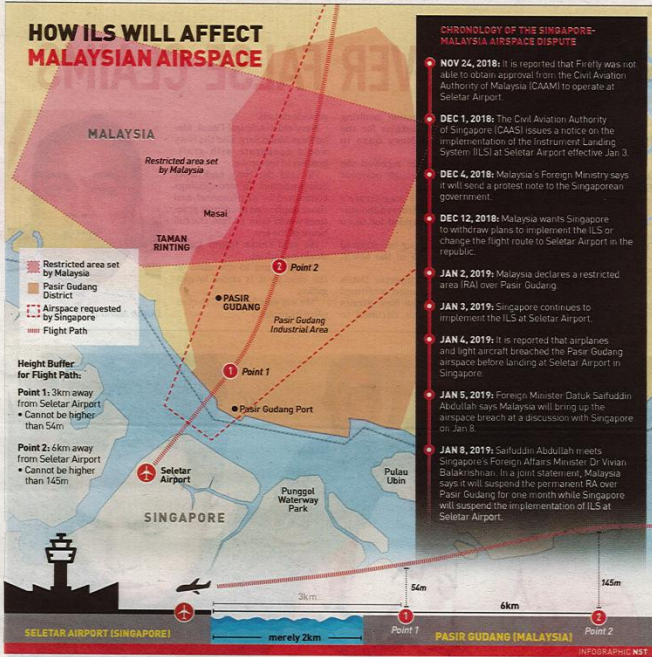 HOW ILS WILL AFFECT
MALAYSIAN AIRSPACE
MALAYSIA
Restricted area set
by Malaysia
Masai
TAMAN
RINTING
2 Point 2
PASIR
GUDANG
Pasir Gudang
Industrial Area
1 Point 1
Pasir Gudang Port
Restricted area set
by Malaysia
Pasir Gudang
District
Airspace requested
by Singapore
Flight Path
Height Buffer
for Flight Path:
Point 1: 3km away
from Seletar Airport
• Cannot be higher
than 54m
Point 2: 6km away
from Seletar Airport
• Cannot be higher
than 145m
Seletar
Airport
SINGAPORE
Punggol
Waterway
Park
Pulau
Ubin
CHRONOLOGY OF THE SINGAPORE-
MALAYSIA AIRSPACE DISPUTE
NOV 24, 2018: It is reported that Firefly was not
able to obtain approval from the Civil Aviation
Authority of Malaysia (CAAM) to operate at
Seletar Airport.
DEC 1, 2018: The Civil Aviation Authority
of Singapore (CAAS) issues a notice on the
implementation of the Instrument Landing
System (ILS) at Seletar Airport effective Jan 3.
DEC 4, 2018: Malaysia's Foreign Ministry says
it will send a protest note to the Singaporean
government.
DEC 12, 2018: Malaysia wants Singapore
to withdraw plans to implement the ILS or
change the flight route to Seletar Airport in the
republic.
JAN 2, 2019: Malaysia declares a restricted
area (RA) over Pasir Gudang.
JAN 3, 2019: Singapore continues to
implement the ILS at Seletar Airport.
JAN 4, 2019: It is reported that airplanes
and light aircraft breached the Pasir Gudang
airspace before landing at Seletar Airport in
Singapore.
JAN 5, 2019: Foreign Minister Datuk Saifuddin
Abdullah says Malaysia will bring up the
airspace breach at a discussion with Singapore
on Jan 8.
JAN 8, 2019: Saifuddin Abdullah meets
Singapore's Foreign Affairs Minister Dr Vivian
Balakrishnan. In a joint statement, Malaysia
says it will suspend the permanent RA over
Pasir Gudang for one month while Singapore
will suspend the implementation of ILS at
Seletar Airport.
54m
145m
3km
6km
1
2
SELETAR AIRPORT (SINGAPORE)
merely 2km
Point 1
PASIR GUDANG (MALAYSIA)
Point 2
INFOGRAPHIC NST